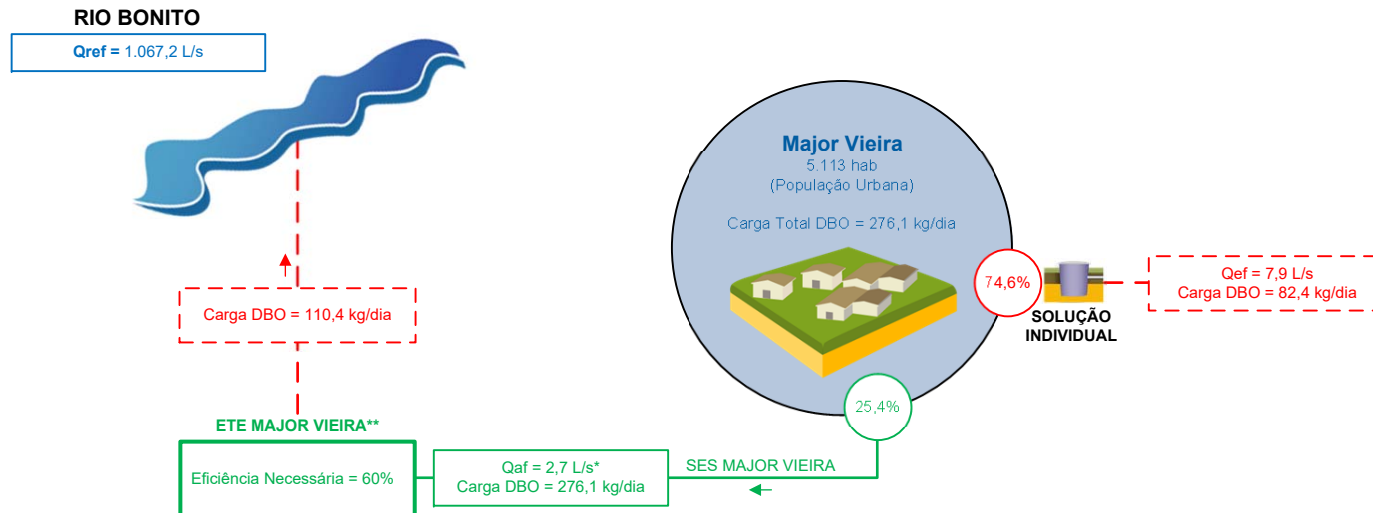 RIO BONITO
Qref = 1.067,2 L/s
Major Vieira
5.113 hab
(População Urbana)
Carga Total DBO = 276,1 kg/dia
74,6%
SOLUÇÃO
INDIVIDUAL
Qef = 7,9 L/s
Carga DBO = 82,4 kg/dia
Carga DBO = 110,4 kg/dia
25,4%
ETE MAJOR VIEIRA**
Eficiência Necessária = 60%
Qaf = 2,7 L/s*
Carga DBO = 276,1 kg/dia
SES MAJOR VIEIRA